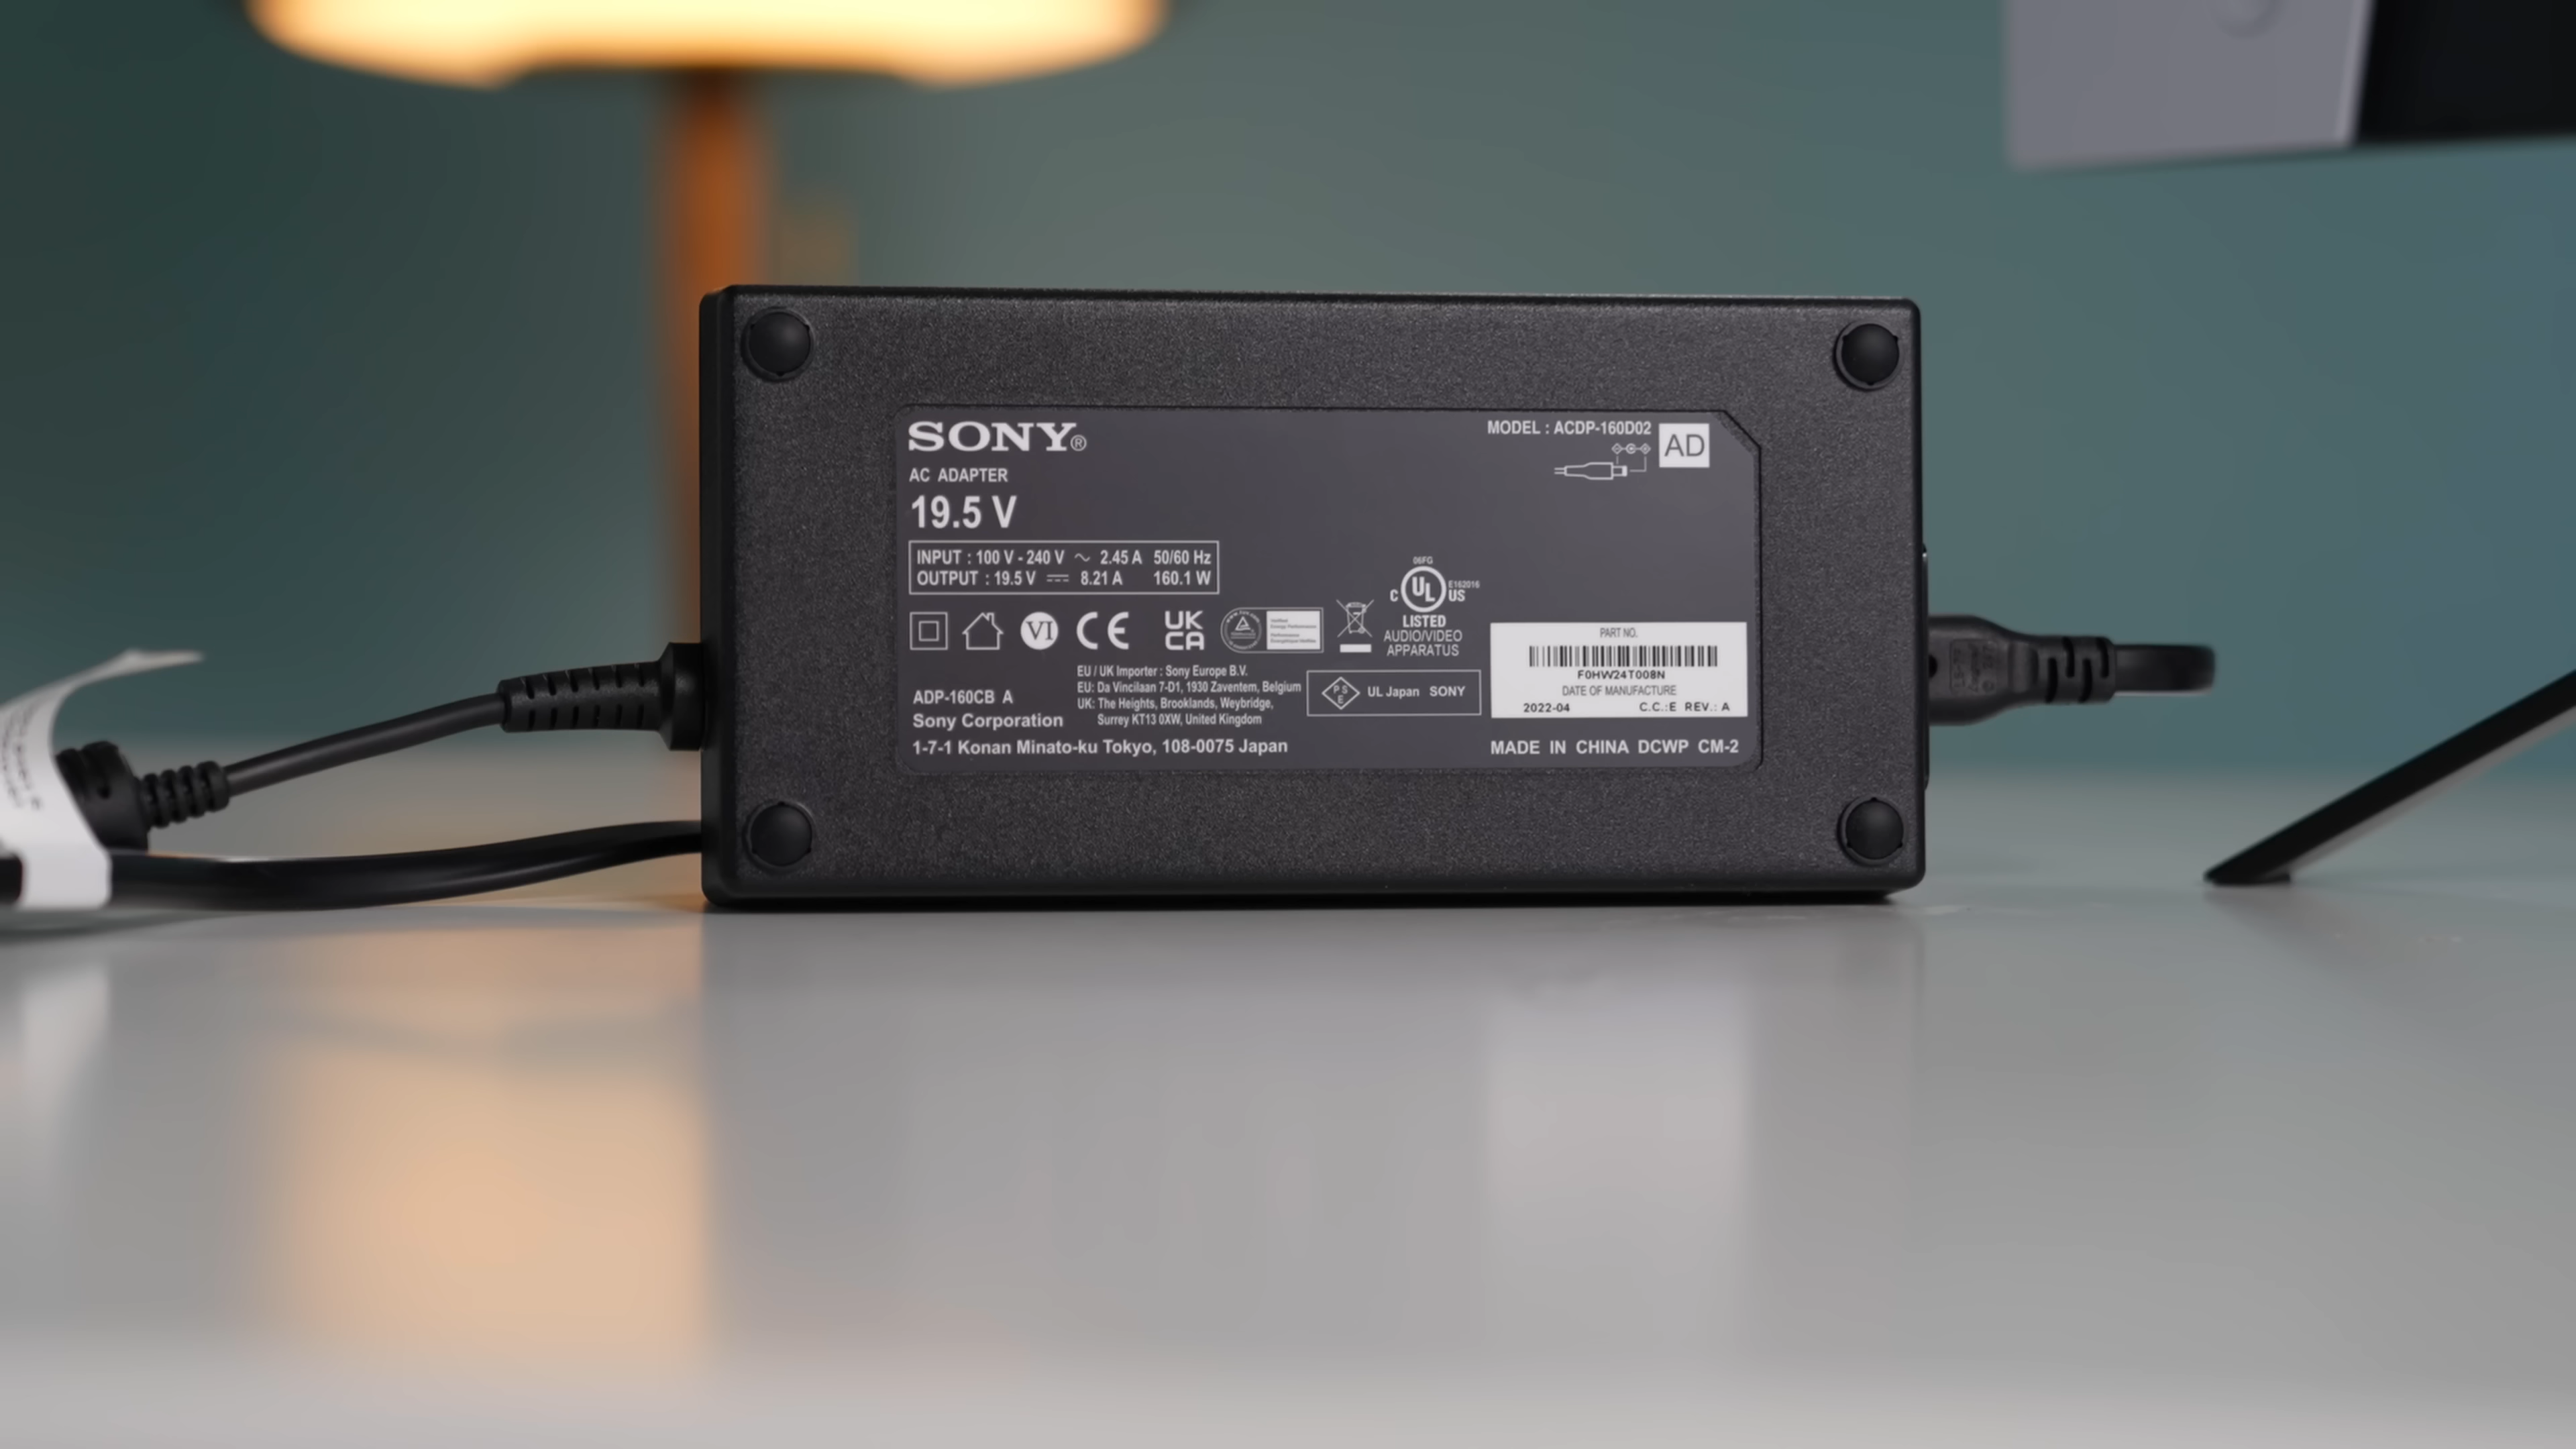 SONY®
AC ADAPTER
19.5 V
INPUT : 100 V - 240 V ～ 2.45 A 50/60 Hz
OUTPUT : 19.5 V ⎓ 8.21 A 160.1 W
VI CE UK CA
ADP-160CB A
Sony Corporation
1-7-1 Konan Minato-ku Tokyo, 108-0075 Japan
EU / UK Importer : Sony Europe B.V.
EU: Da Vincilaan 7-D1, 1930 Zaventem, Belgium
UK: The Heights, Brooklands, Weybridge,
Surrey KT13 0XW, United Kingdom
MODEL : ACDP-160D02
AD
06FG
C UL US E162016
LISTED
AUDIO/VIDEO
APPARATUS
PS E UL Japan SONY
PART NO.
F0HW24T008N
DATE OF MANUFACTURE
2022-04 C.C.:E REV.: A
MADE IN CHINA DCWP CM-2